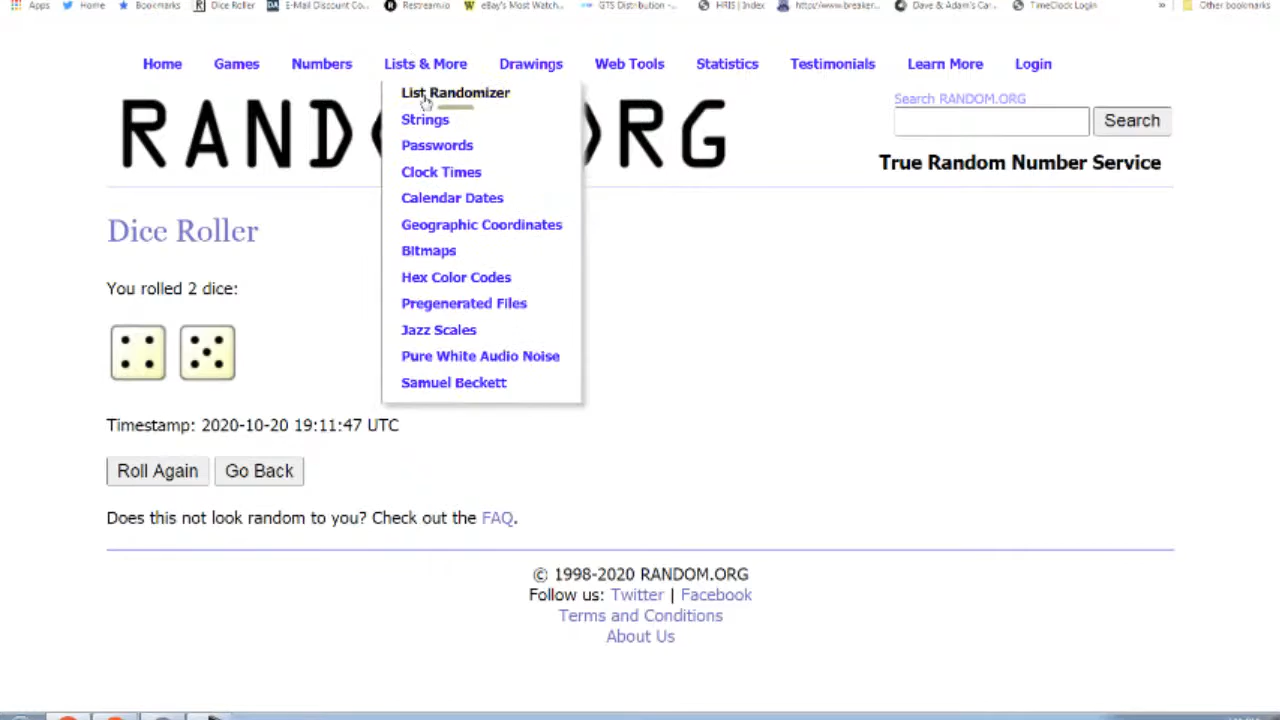 Apps Home Bookmarks Dice Roller E-Mail Discount Co... Restream.io eBay's Most Watch... GTS Distribution -... HRIS | Index http://www.breaker... Dave & Adam's Car... TimeClock Login » Other bookmarks
Home Games Numbers Lists & More Drawings Web Tools Statistics Testimonials Learn More Login
List Randomizer
Strings
Passwords
Clock Times
Calendar Dates
Geographic Coordinates
Bitmaps
Hex Color Codes
Pregenerated Files
Jazz Scales
Pure White Audio Noise
Samuel Beckett
RAND ORG
Search RANDOM.ORG
Search
True Random Number Service
Dice Roller
You rolled 2 dice:
Timestamp: 2020-10-20 19:11:47 UTC
Roll Again Go Back
Does this not look random to you? Check out the FAQ.
© 1998-2020 RANDOM.ORG
Follow us: Twitter | Facebook
Terms and Conditions
About Us